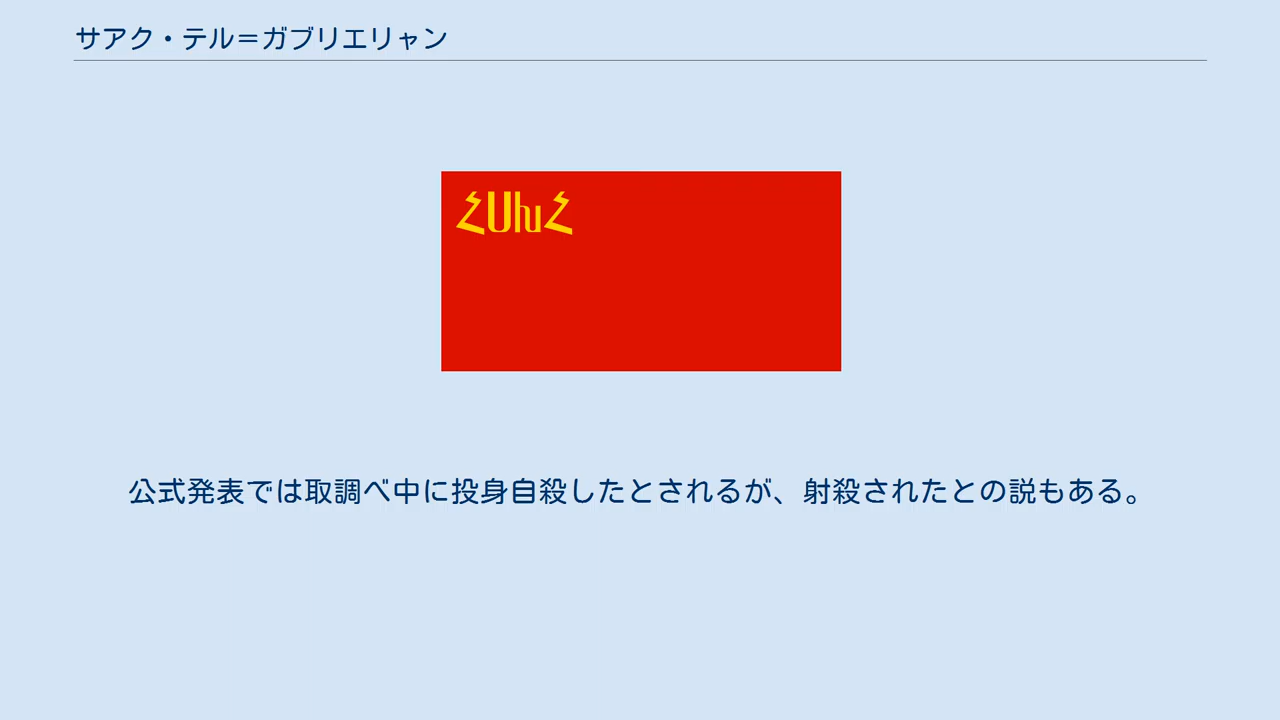 サアク・テル＝ガブリエリャン
ՀՍԽՀ
公式発表では取調べ中に投身自殺したとされるが、射殺されたとの説もある。